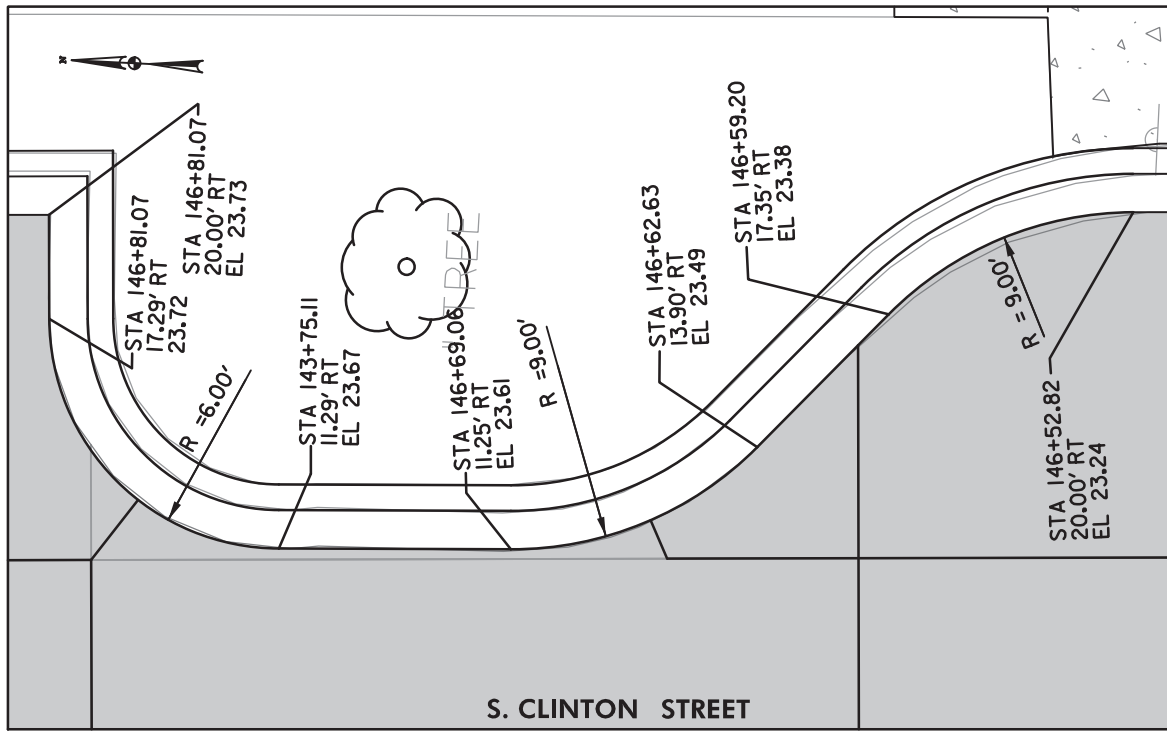 N
STA 146+81.07
17.29' RT
23.72
STA 146+81.07
20.00' RT
EL 23.73
R =6.00'
STA 143+75.11
11.29' RT
EL 23.67
TREE
STA 146+69.06
11.25' RT
EL 23.61
R =9.00'
STA 146+62.63
13.90' RT
EL 23.49
STA 146+59.20
17.35' RT
EL 23.38
R =9.00'
STA 146+52.82
20.00' RT
EL 23.24
S. CLINTON STREET